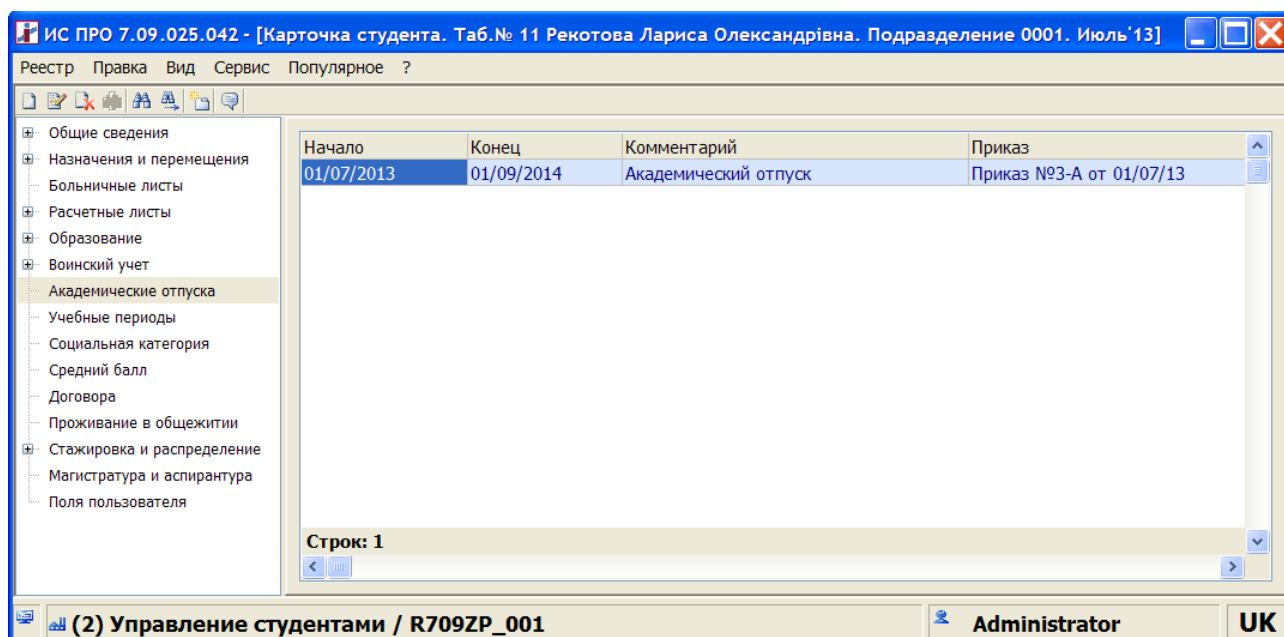 ИС ПРО 7.09.025.042 - [Карточка студента. Таб.№ 11 Рекотова Лариса Олександрівна. Подразделение 0001. Июль'13]
Реестр Правка Вид Сервис Популярное ?
Общие сведения
Назначения и перемещения
Больничные листы
Расчетные листы
Образование
Воинский учет
Академические отпуска
Учебные периоды
Социальная категория
Средний балл
Договора
Проживание в общежитии
Стажировка и распределение
Магистратура и аспирантура
Поля пользователя
Начало Конец Комментарий Приказ
01/07/2013 01/09/2014 Академический отпуск Приказ №3-А от 01/07/13
Строк: 1
(2) Управление студентами / R709ZP_001 Administrator UK